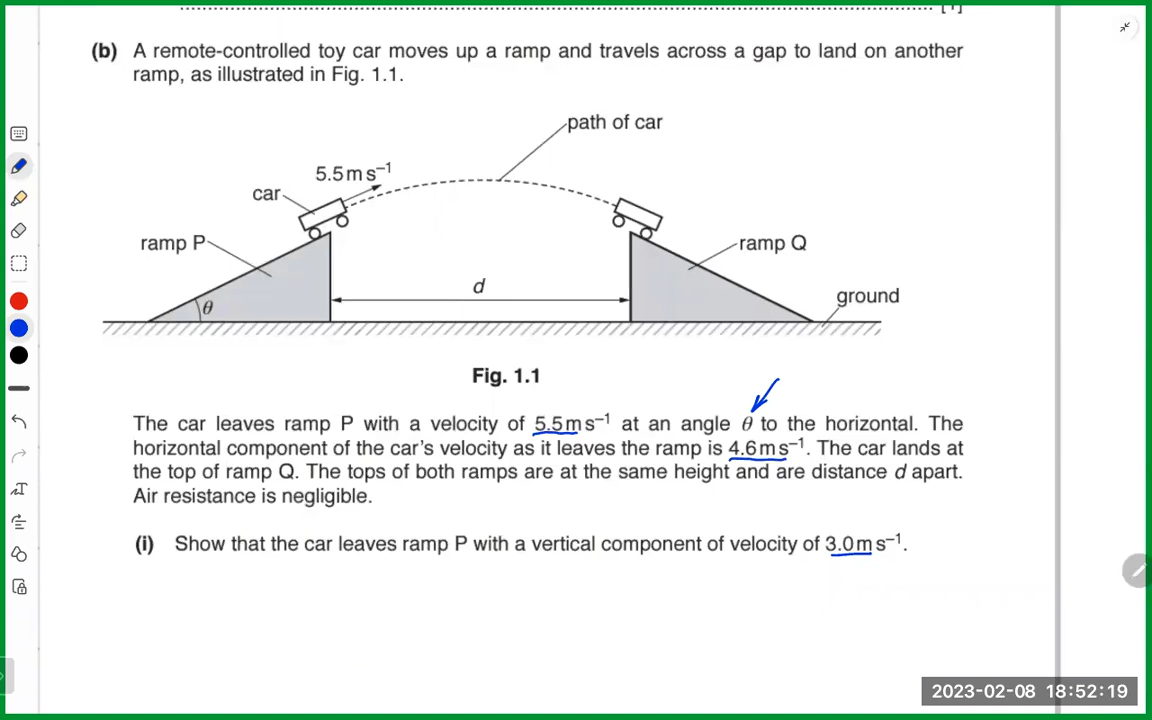 [1]
(b) A remote-controlled toy car moves up a ramp and travels across a gap to land on another
ramp, as illustrated in Fig. 1.1.
path of car
5.5 m s⁻¹
car
ramp P
ramp Q
d
θ
ground
Fig. 1.1
The car leaves ramp P with a velocity of 5.5 m s⁻¹ at an angle θ to the horizontal. The
horizontal component of the car's velocity as it leaves the ramp is 4.6 m s⁻¹. The car lands at
the top of ramp Q. The tops of both ramps are at the same height and are distance d apart.
Air resistance is negligible.
(i) Show that the car leaves ramp P with a vertical component of velocity of 3.0 m s⁻¹.
2023-02-08 18:52:19